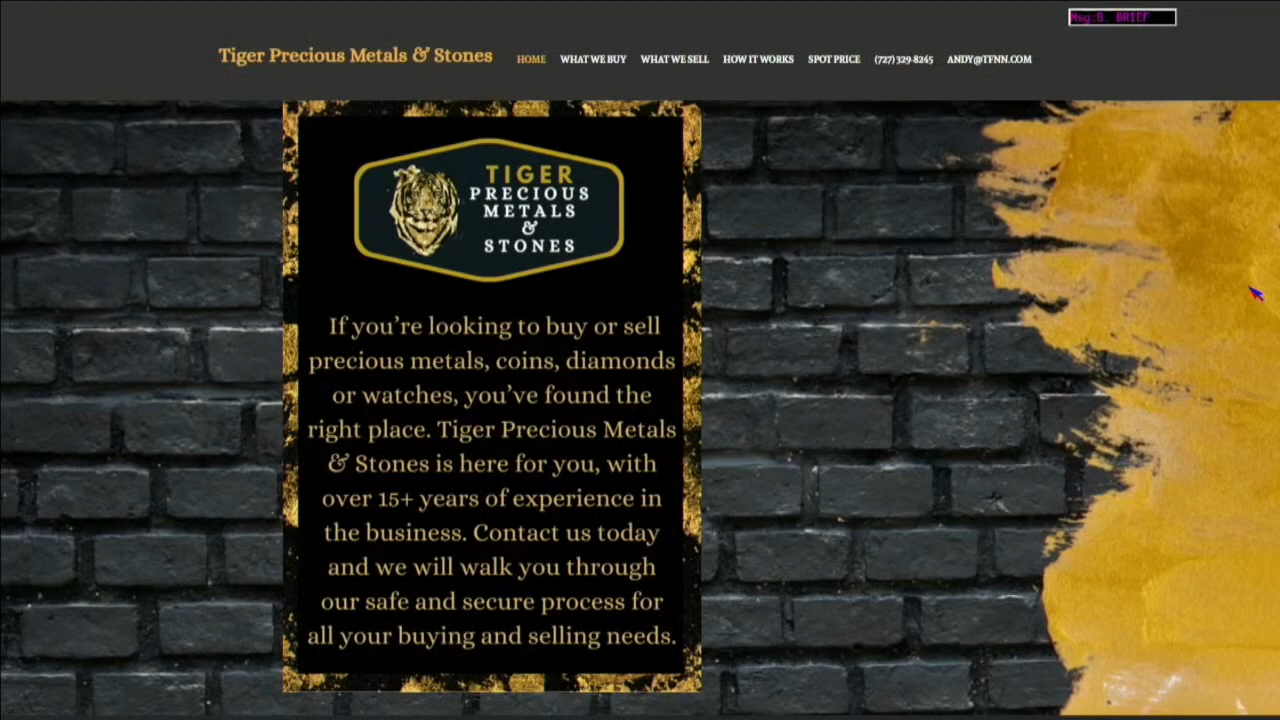 Msg:B. BRIEF
Tiger Precious Metals & Stones
HOME WHAT WE BUY WHAT WE SELL HOW IT WORKS SPOT PRICE (727) 329-8245 ANDY@TFNN.COM
TIGER
PRECIOUS
METALS
&
STONES
If you're looking to buy or sell
precious metals, coins, diamonds
or watches, you've found the
right place. Tiger Precious Metals
& Stones is here for you, with
over 15+ years of experience in
the business. Contact us today
and we will walk you through
our safe and secure process for
all your buying and selling needs.